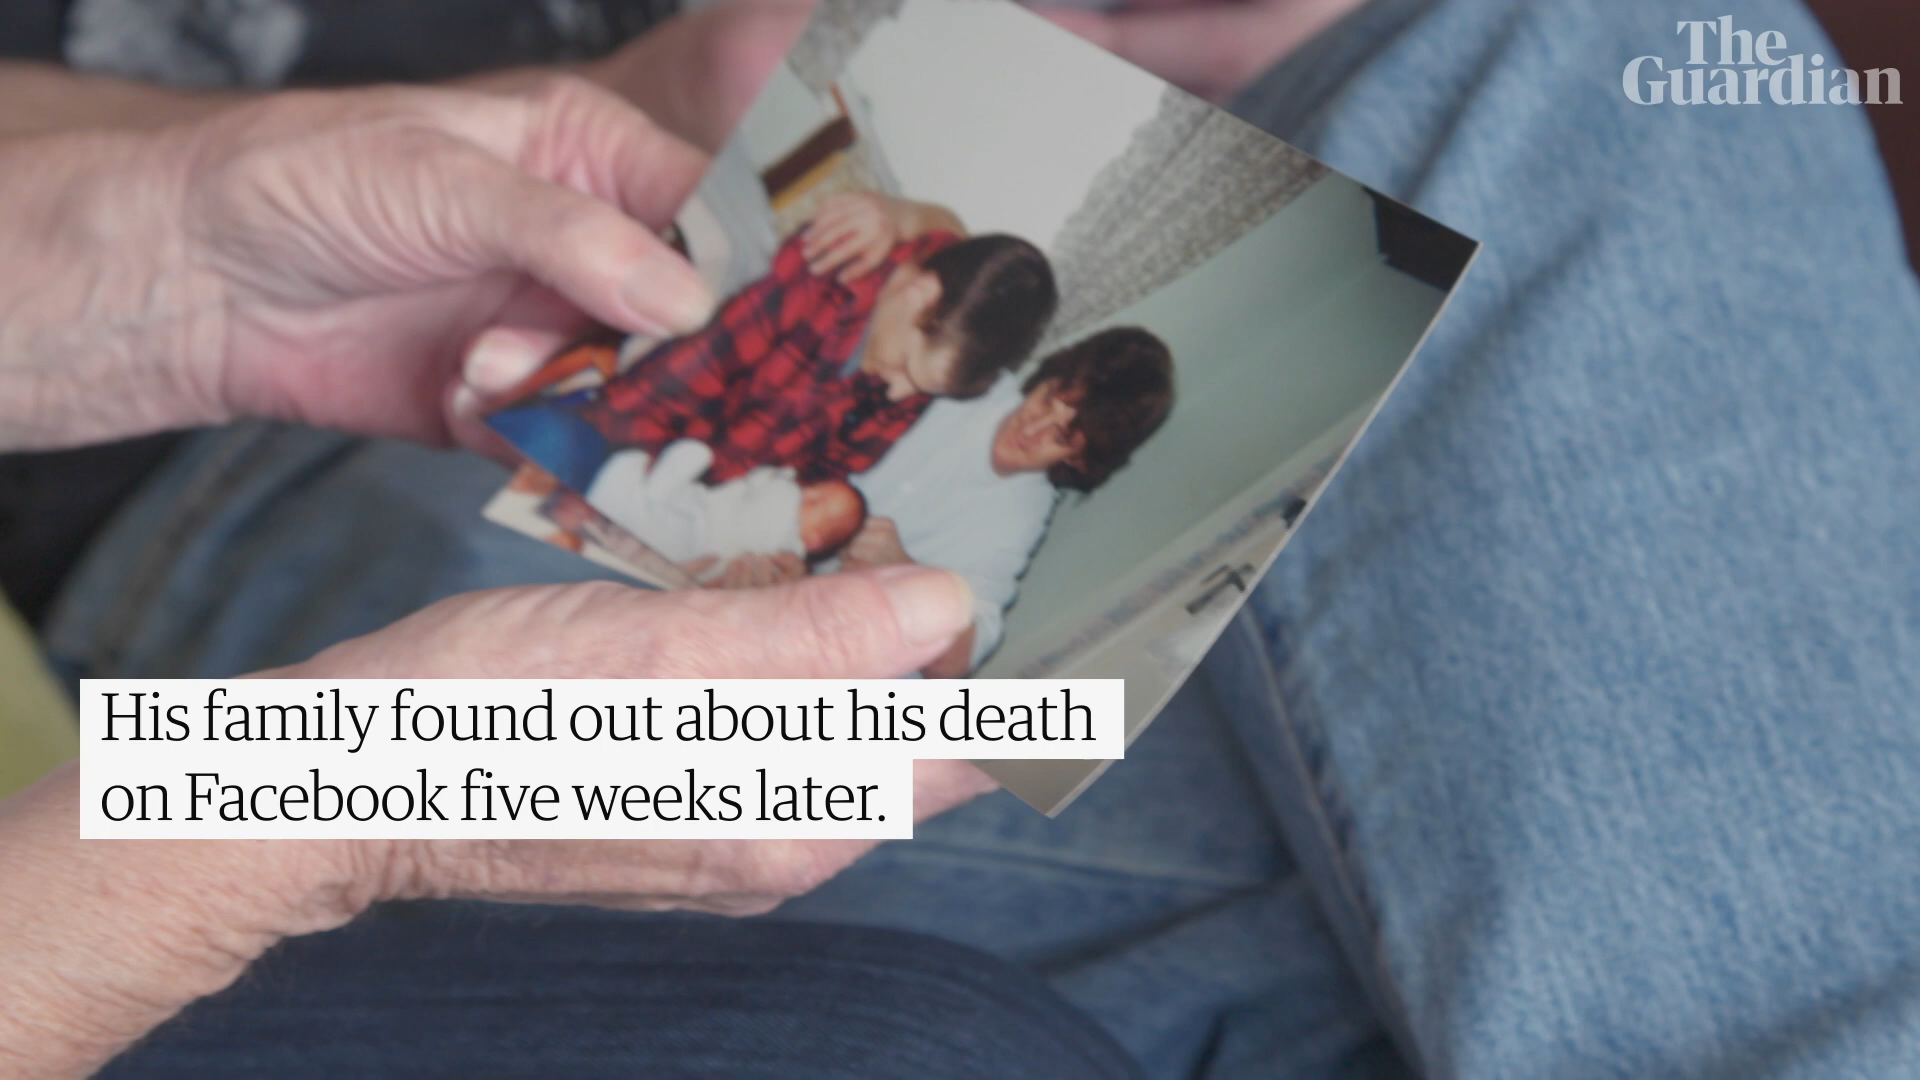 The
Guardian
His family found out about his death
on Facebook five weeks later.